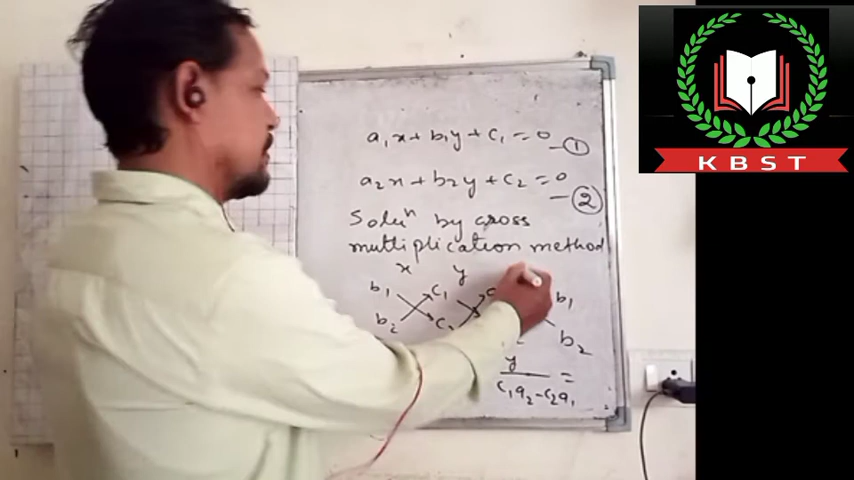 a₁x + b₁y + c₁ = 0 — ①
a₂x + b₂y + c₂ = 0 — ②
Soluⁿ by cross
multiplication method
x y
b₁ c₁ b₁
b₂ c₂ b₂
y =
c₁a₂ - c₂a₁
KBST